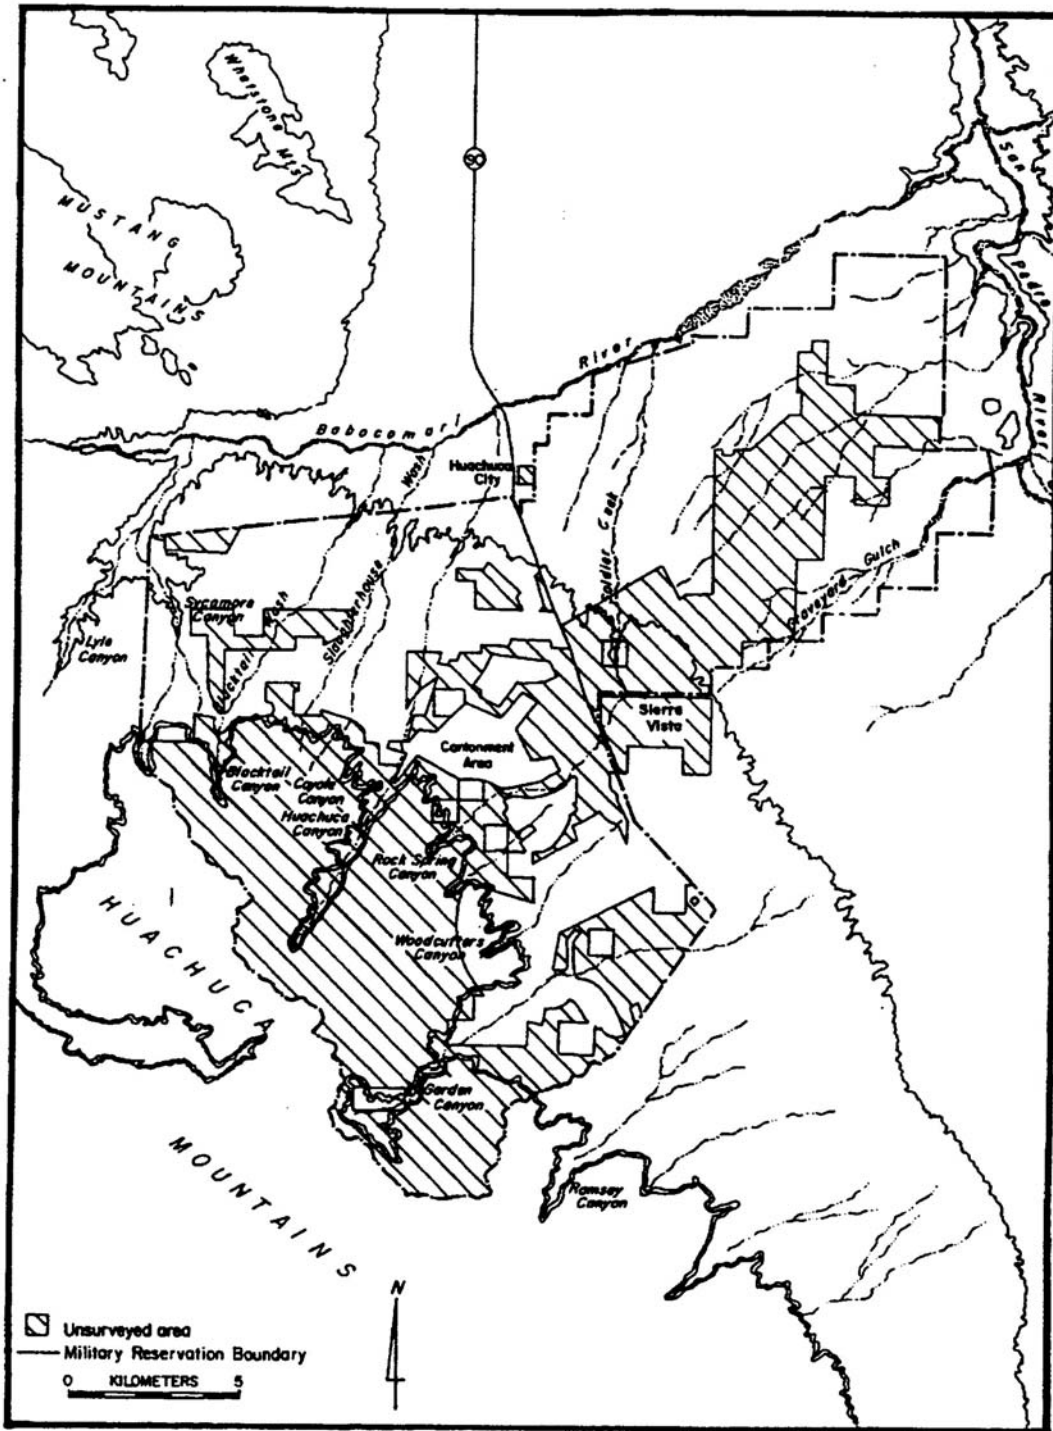 Whetstone Mts
90
MUSTANG
MOUNTAINS
San
Pedro
River
Babocomari
River
Huachuca
City
Wash
Soldier Creek
Graveyard Gulch
Slaughterhouse
Sycamore
Canyon
Wash
Lyle
Canyon
Blacktail
Sierra
Vista
Cantonment
Area
Blacktail
Canyon
Coyote
Canyon
Huachuca
Canyon
Rock Spring
Canyon
Woodcutters
Canyon
HUACHUCA
Garden
Canyon
MOUNTAINS
Ramsey
Canyon
N
Unsurveyed area
Military Reservation Boundary
0 KILOMETERS 5